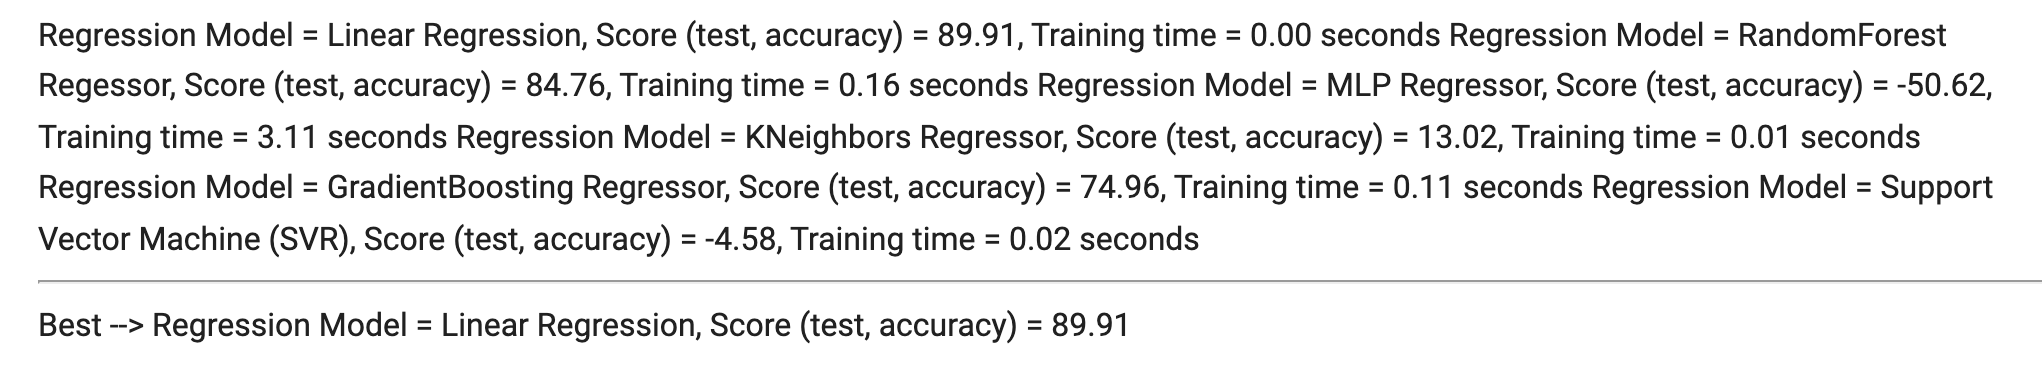 Regression Model = Linear Regression, Score (test, accuracy) = 89.91, Training time = 0.00 seconds Regression Model = RandomForest
Regessor, Score (test, accuracy) = 84.76, Training time = 0.16 seconds Regression Model = MLP Regressor, Score (test, accuracy) = -50.62,
Training time = 3.11 seconds Regression Model = KNeighbors Regressor, Score (test, accuracy) = 13.02, Training time = 0.01 seconds
Regression Model = GradientBoosting Regressor, Score (test, accuracy) = 74.96, Training time = 0.11 seconds Regression Model = Support
Vector Machine (SVR), Score (test, accuracy) = -4.58, Training time = 0.02 seconds
Best --> Regression Model = Linear Regression, Score (test, accuracy) = 89.91